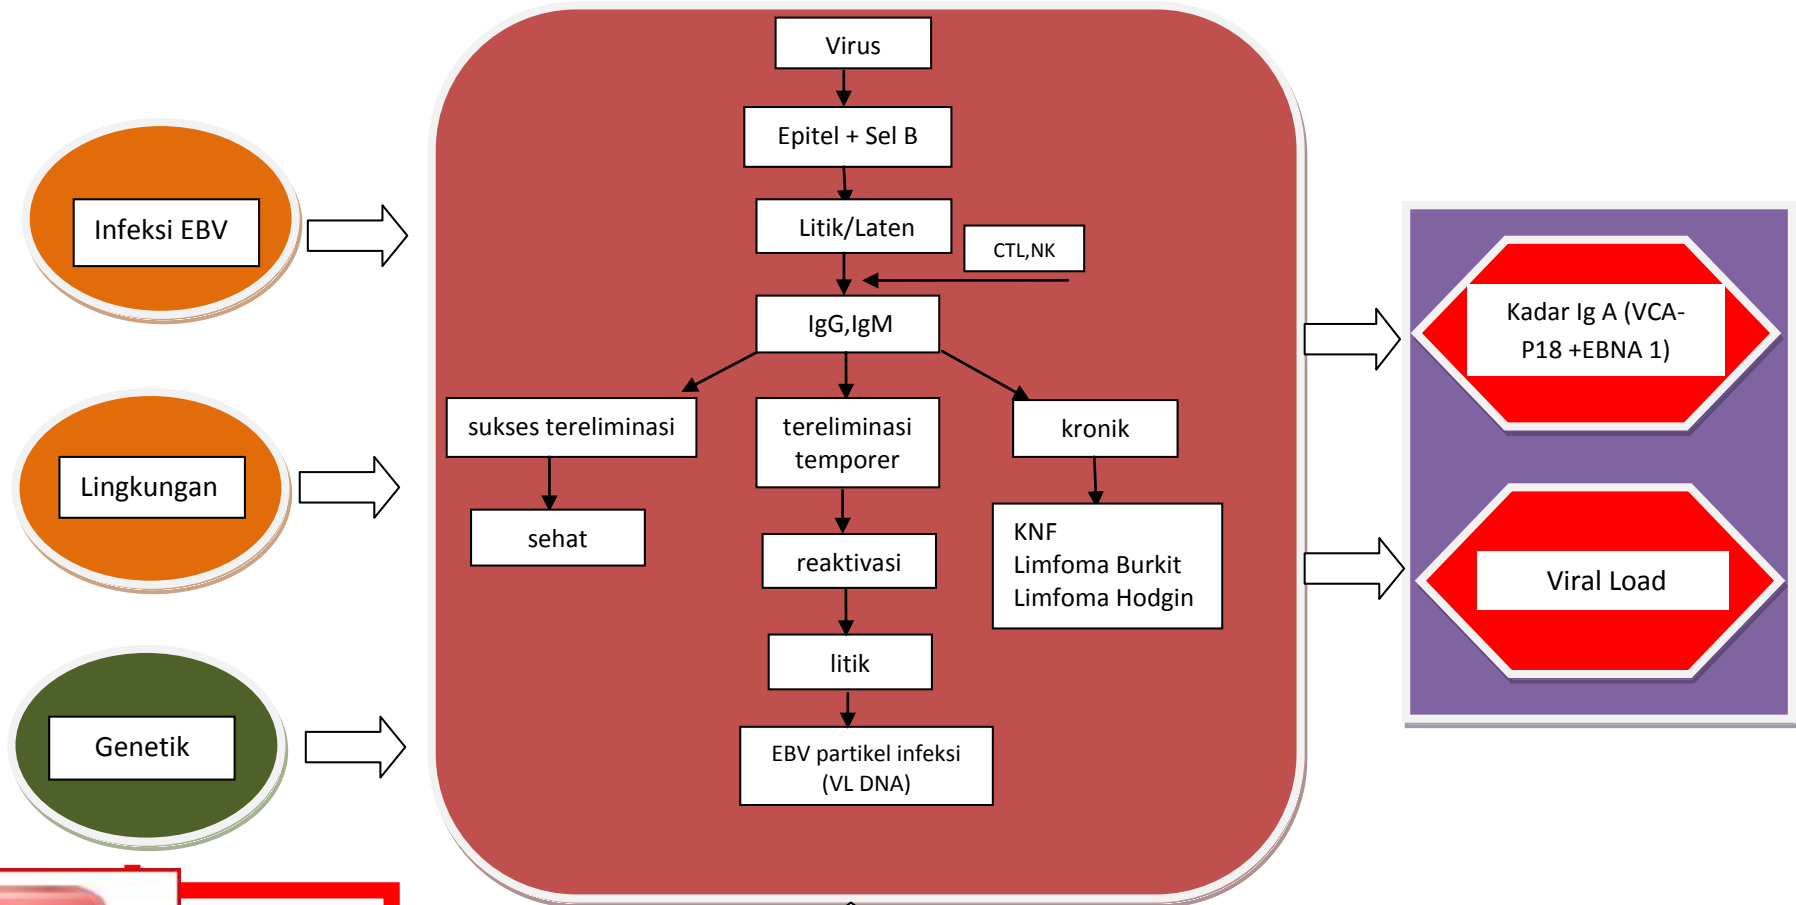 Virus
Epitel + Sel B
Infeksi EBV
Litik/Laten
CTL,NK
IgG,IgM
Kadar Ig A (VCA-
P18 +EBNA 1)
sukses tereliminasi
tereliminasi
temporer
kronik
Lingkungan
sehat
reaktivasi
KNF
Limfoma Burkit
Limfoma Hodgin
Viral Load
litik
Genetik
EBV partikel infeksi
(VL DNA)